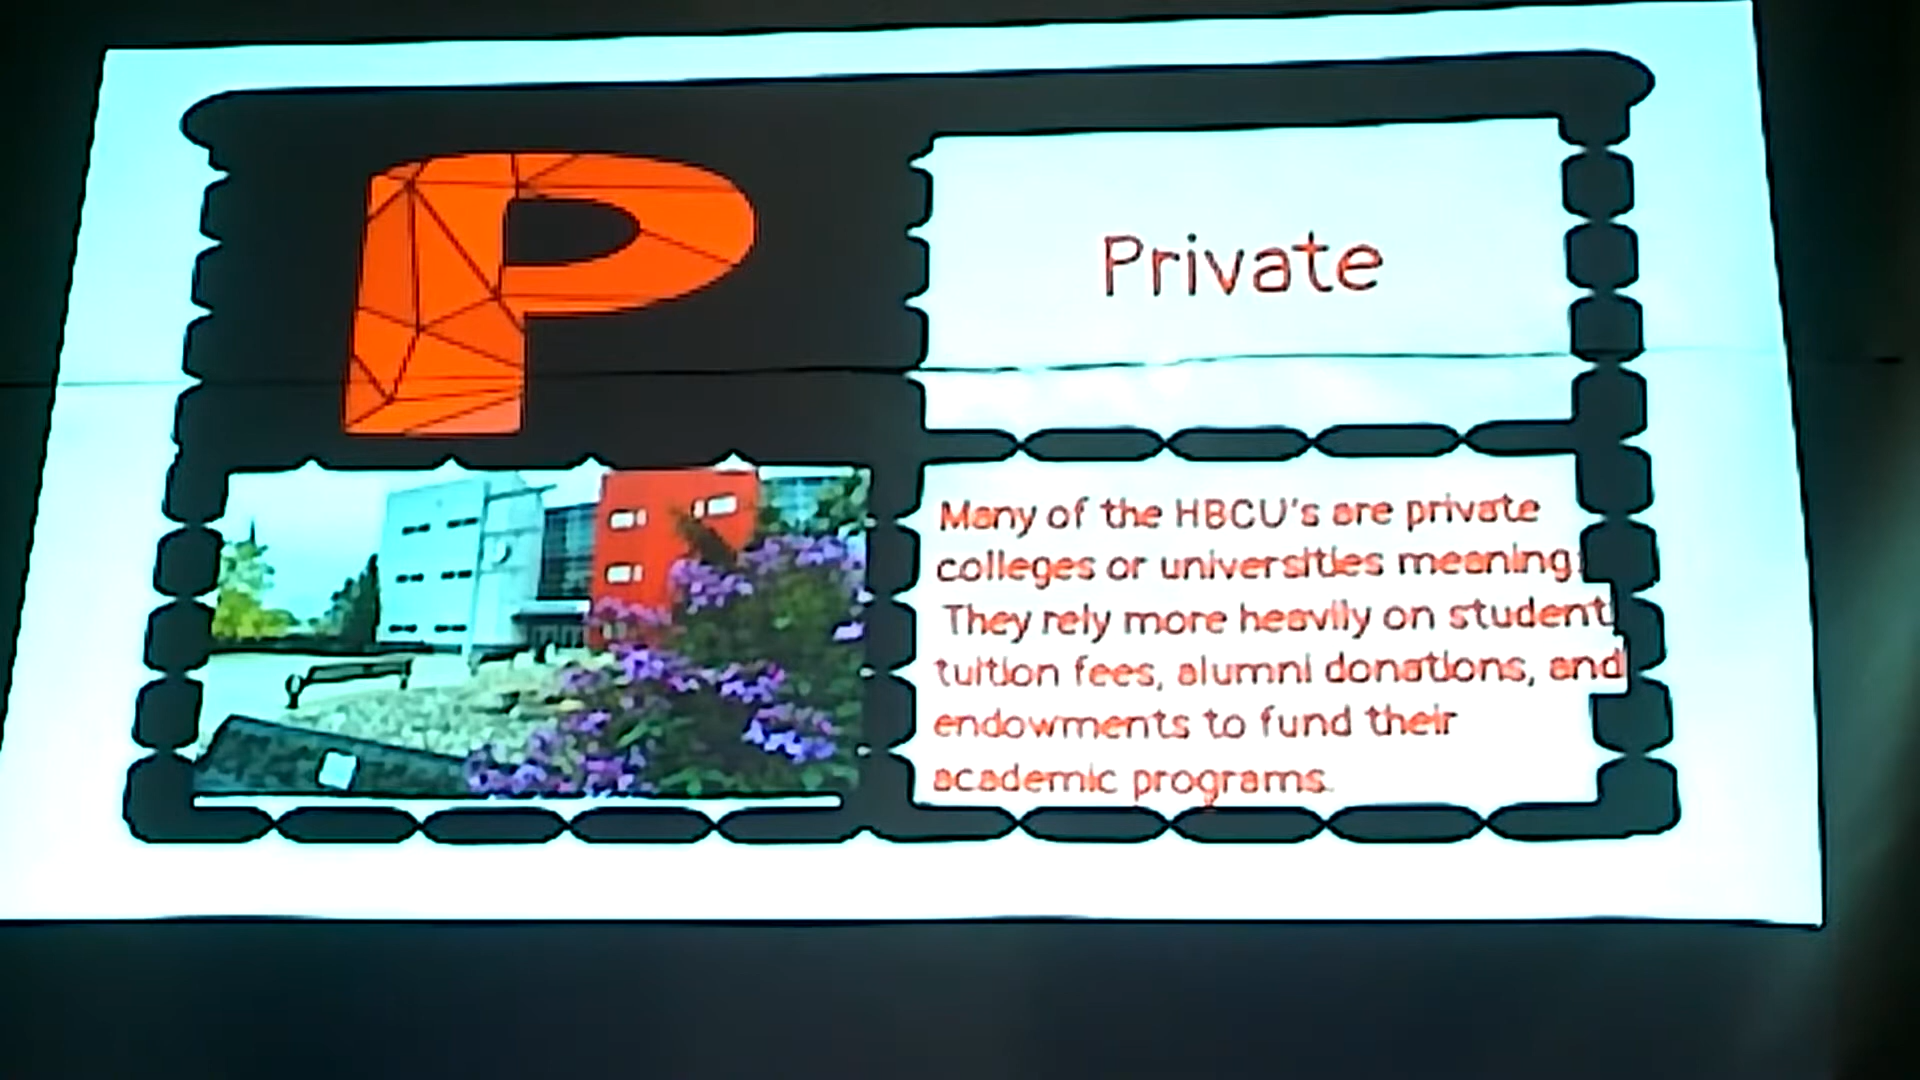 P
Private
Many of the HBCU's are private
colleges or universities meaning:
They rely more heavily on student
tuition fees, alumni donations, and
endowments to fund their
academic programs.